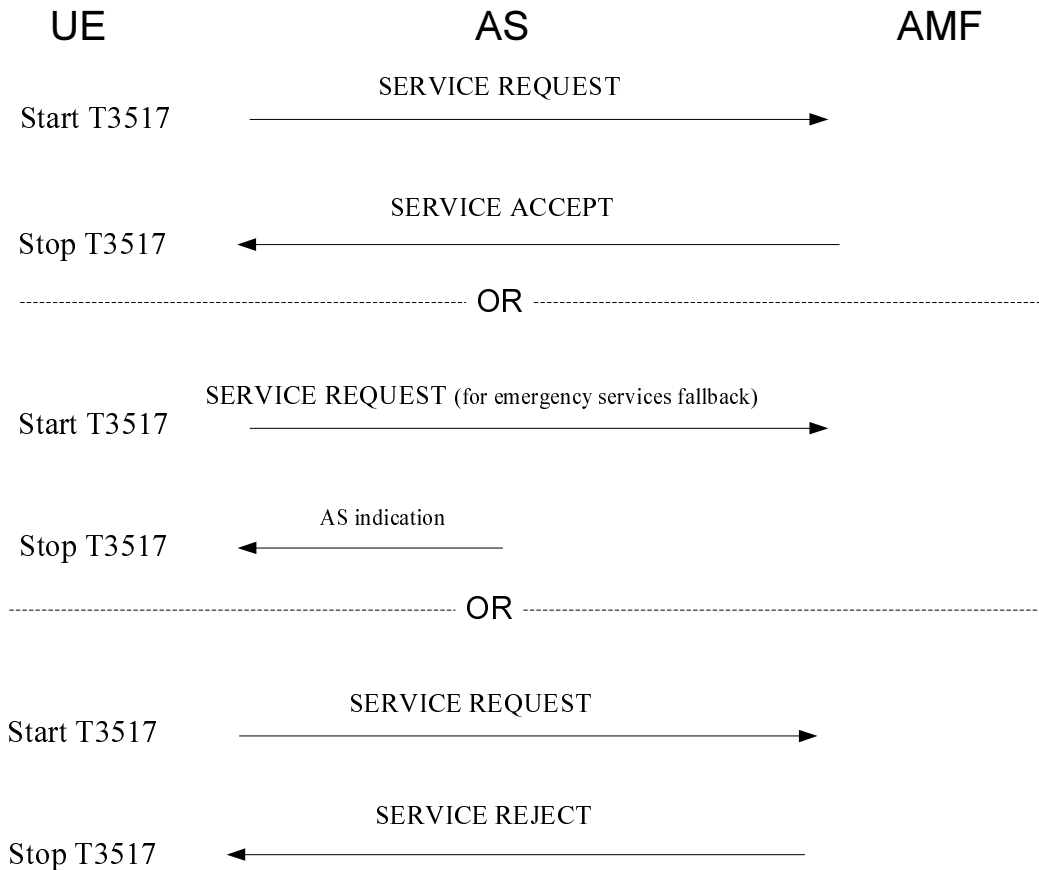 UE AS AMF
SERVICE REQUEST
Start T3517
SERVICE ACCEPT
Stop T3517
OR
SERVICE REQUEST (for emergency services fallback)
Start T3517
AS indication
Stop T3517
OR
SERVICE REQUEST
Start T3517
SERVICE REJECT
Stop T3517